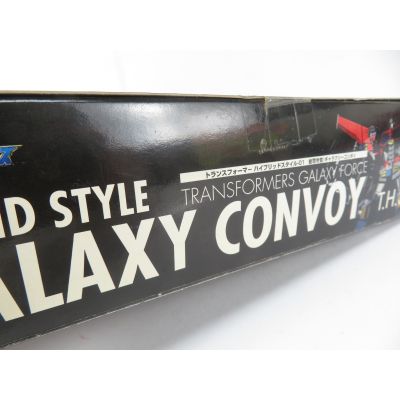 ID STYLE
トランスフォーマー ハイブリッドスタイル-01
TRANSFORMERS GALAXY FORCE
ALAXY CONVOY T.H.